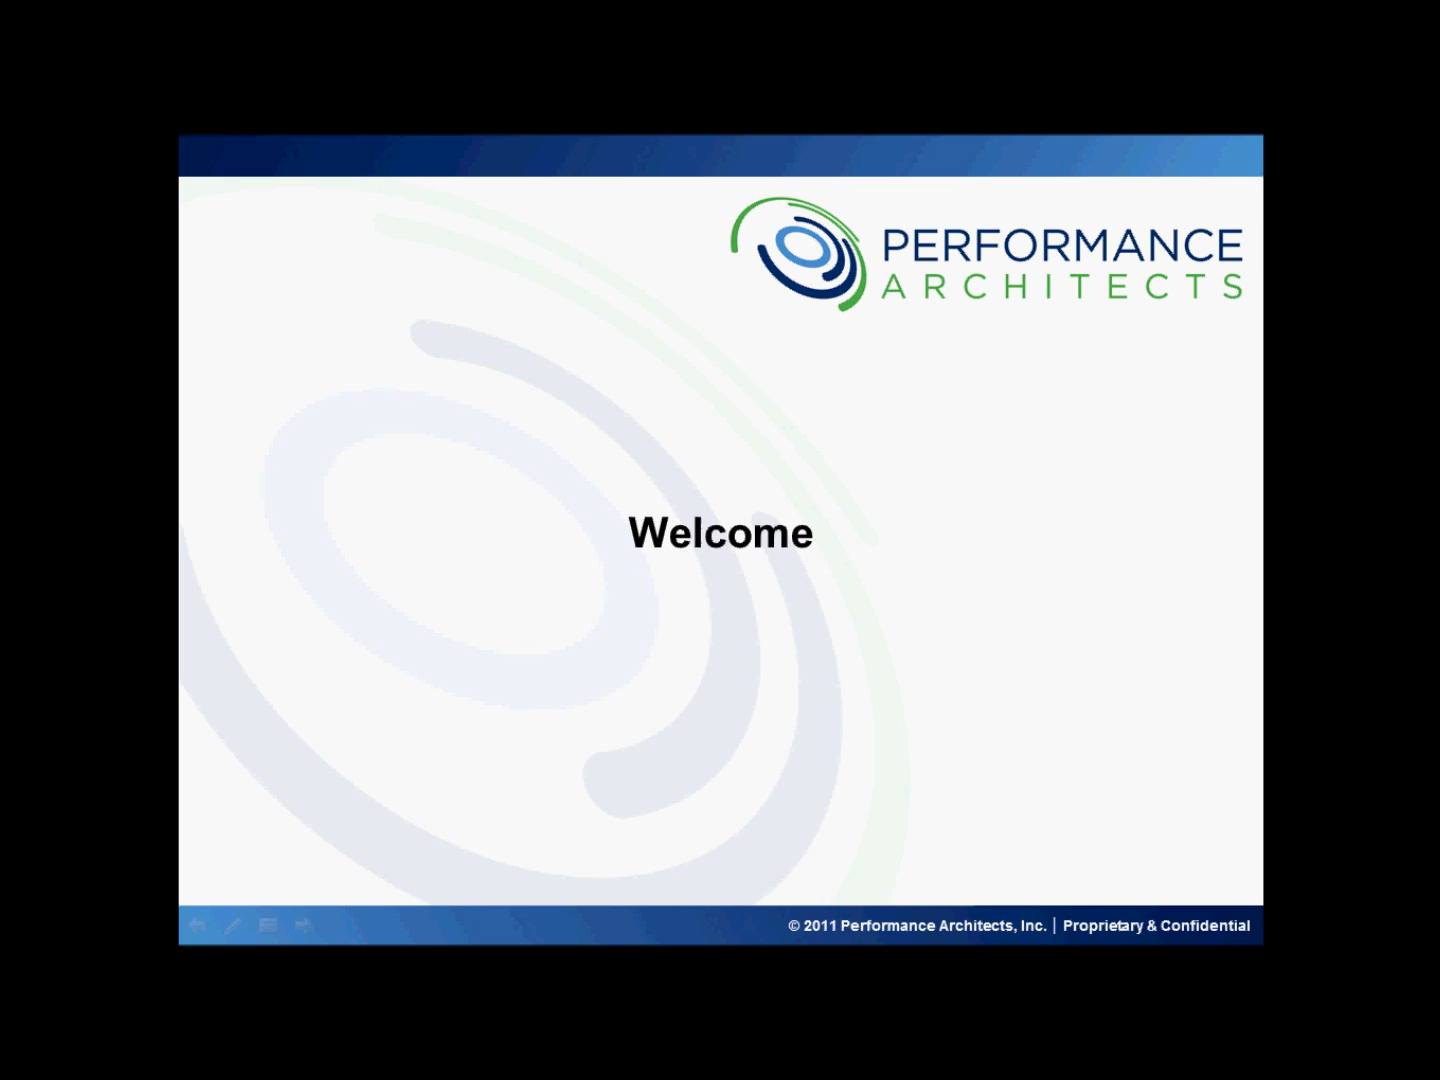 PERFORMANCE
ARCHITECTS
Welcome
© 2011 Performance Architects, Inc. | Proprietary & Confidential